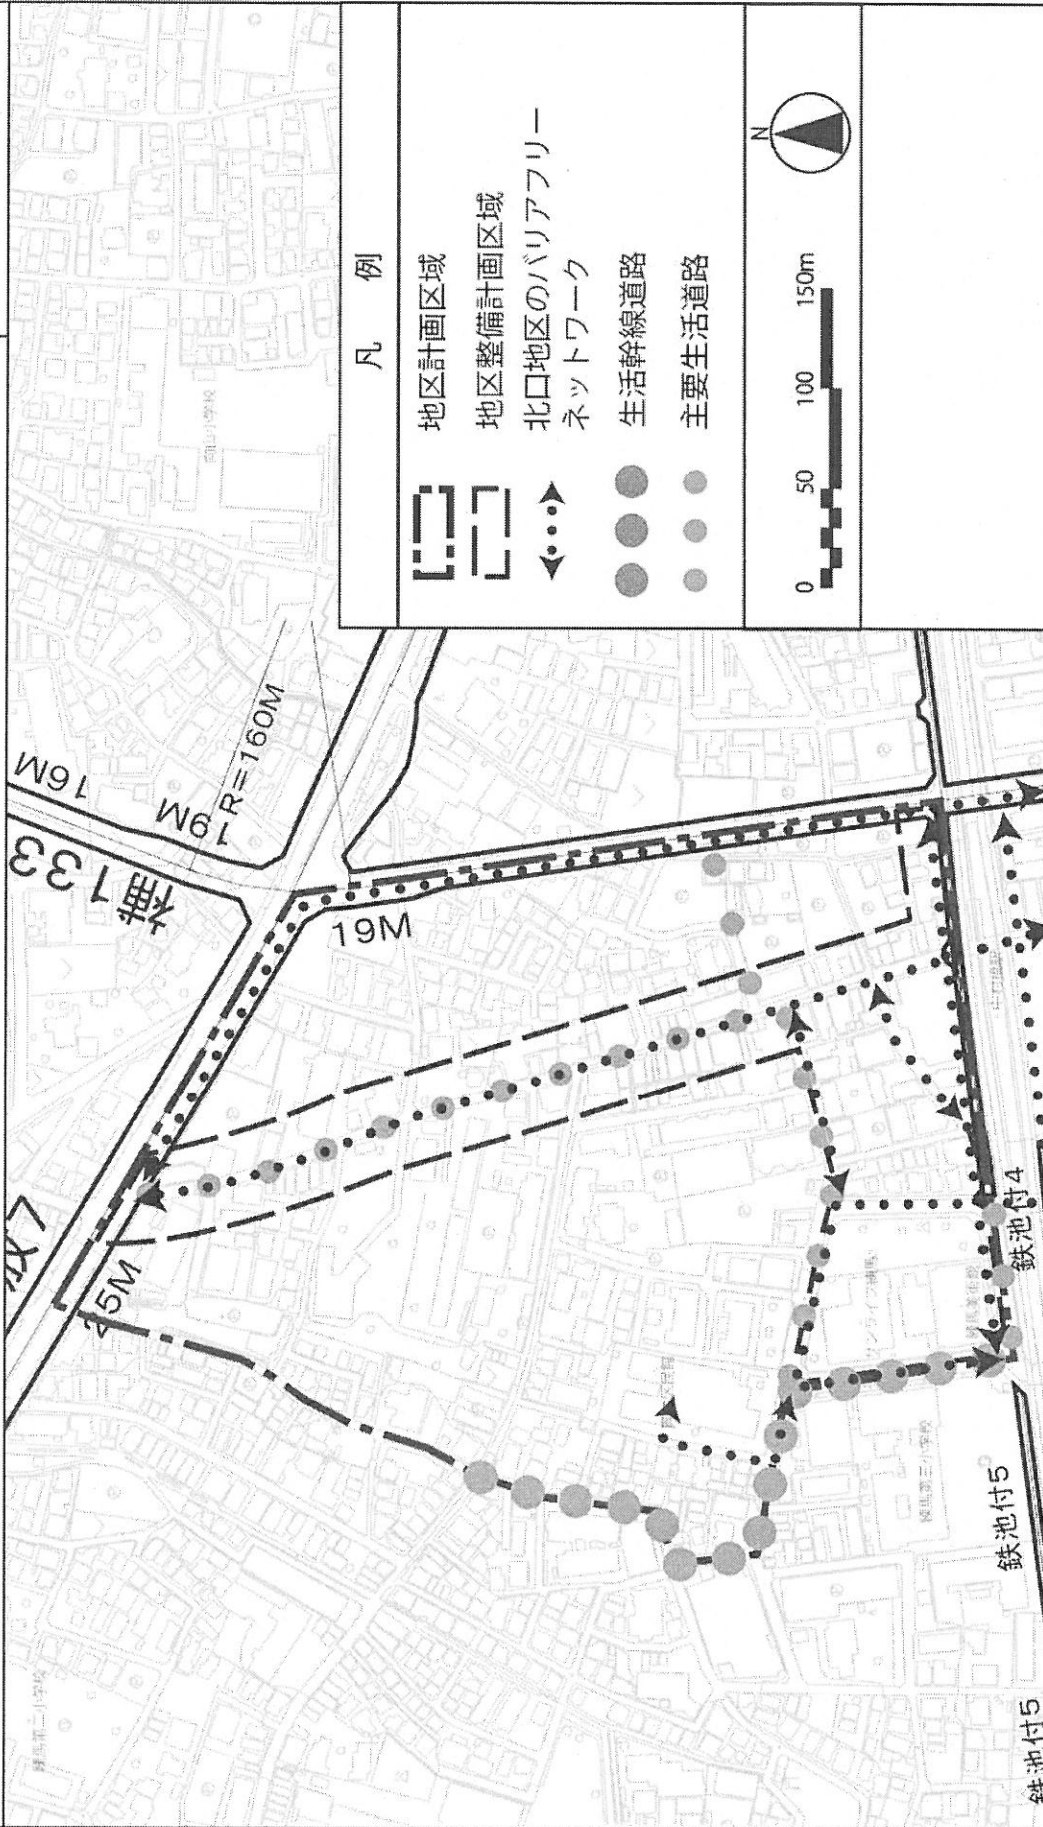 16M
19M
補133
R=160M
19M
25M
鉄池付4
鉄池付5
鉄池付5
凡例
地区計画区域
地区整備計画区域
北口地区のバリアフリー
ネットワーク
生活幹線道路
主要生活道路
0 50 100 150m
N